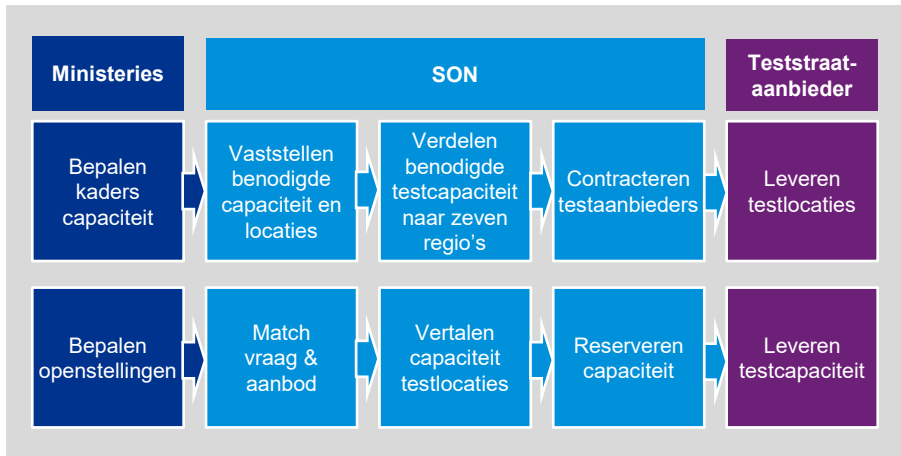 Ministeries
SON
Teststraat-
aanbieder
Bepalen
kaders
capaciteit
Vaststellen
benodigde
capaciteit en
locaties
Verdelen
benodigde
testcapaciteit
naar zeven
regio's
Contracteren
testaanbieders
Leveren
testlocaties
Bepalen
openstellingen
Match
vraag &
aanbod
Vertalen
capaciteit
testlocaties
Reserveren
capaciteit
Leveren
testcapaciteit